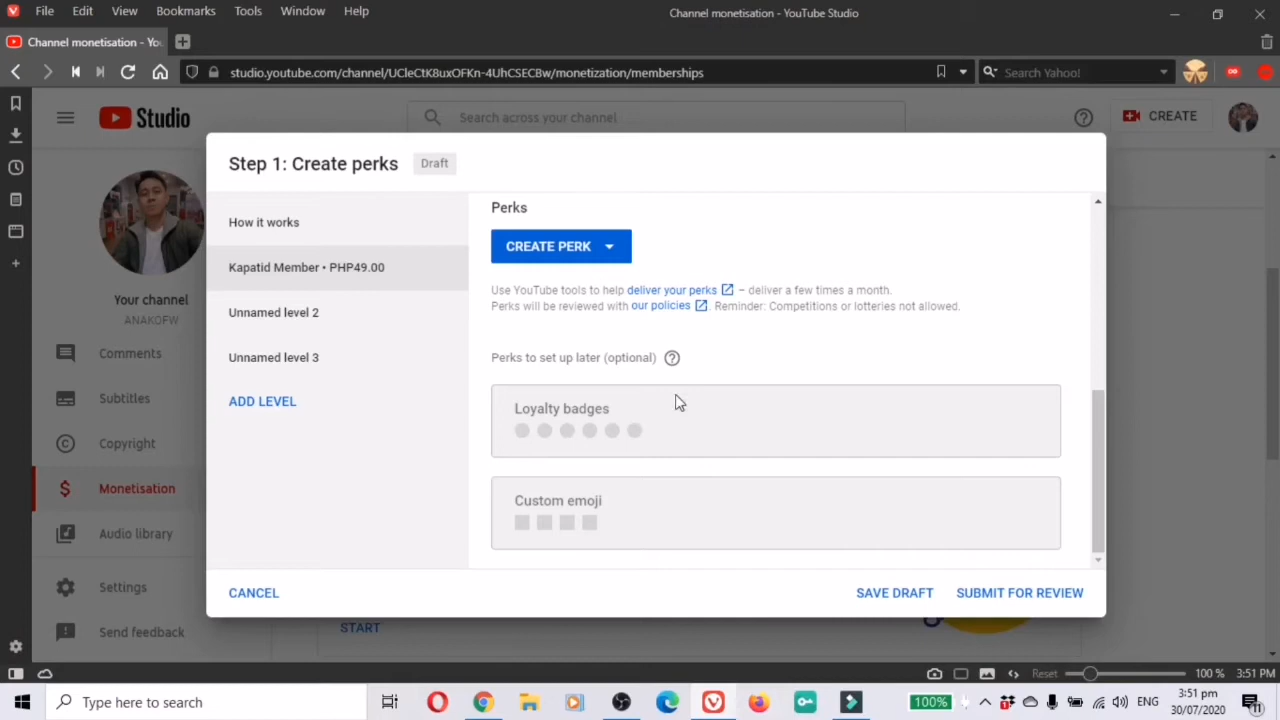 File Edit View Bookmarks Tools Window Help
Channel monetisation - YouTube Studio
Channel monetisation - You
studio.youtube.com/channel/UCleCtK8uxOFKn-4UhCSECBw/monetization/memberships
Search Yahoo!
Studio
Search across your channel
CREATE
Step 1: Create perks
Draft
How it works
Kapatid Member • PHP49.00
Unnamed level 2
Unnamed level 3
ADD LEVEL
Perks
CREATE PERK
Use YouTube tools to help deliver your perks – deliver a few times a month.
Perks will be reviewed with our policies. Reminder: Competitions or lotteries not allowed.
Perks to set up later (optional)
Loyalty badges
Custom emoji
CANCEL
SAVE DRAFT
SUBMIT FOR REVIEW
Your channel
ANAKOFW
Comments
Subtitles
Copyright
Monetisation
Audio library
Settings
Send feedback
START
Reset
100 %
3:51 PM
Type here to search
100%
ENG
3:51 pm
30/07/2020